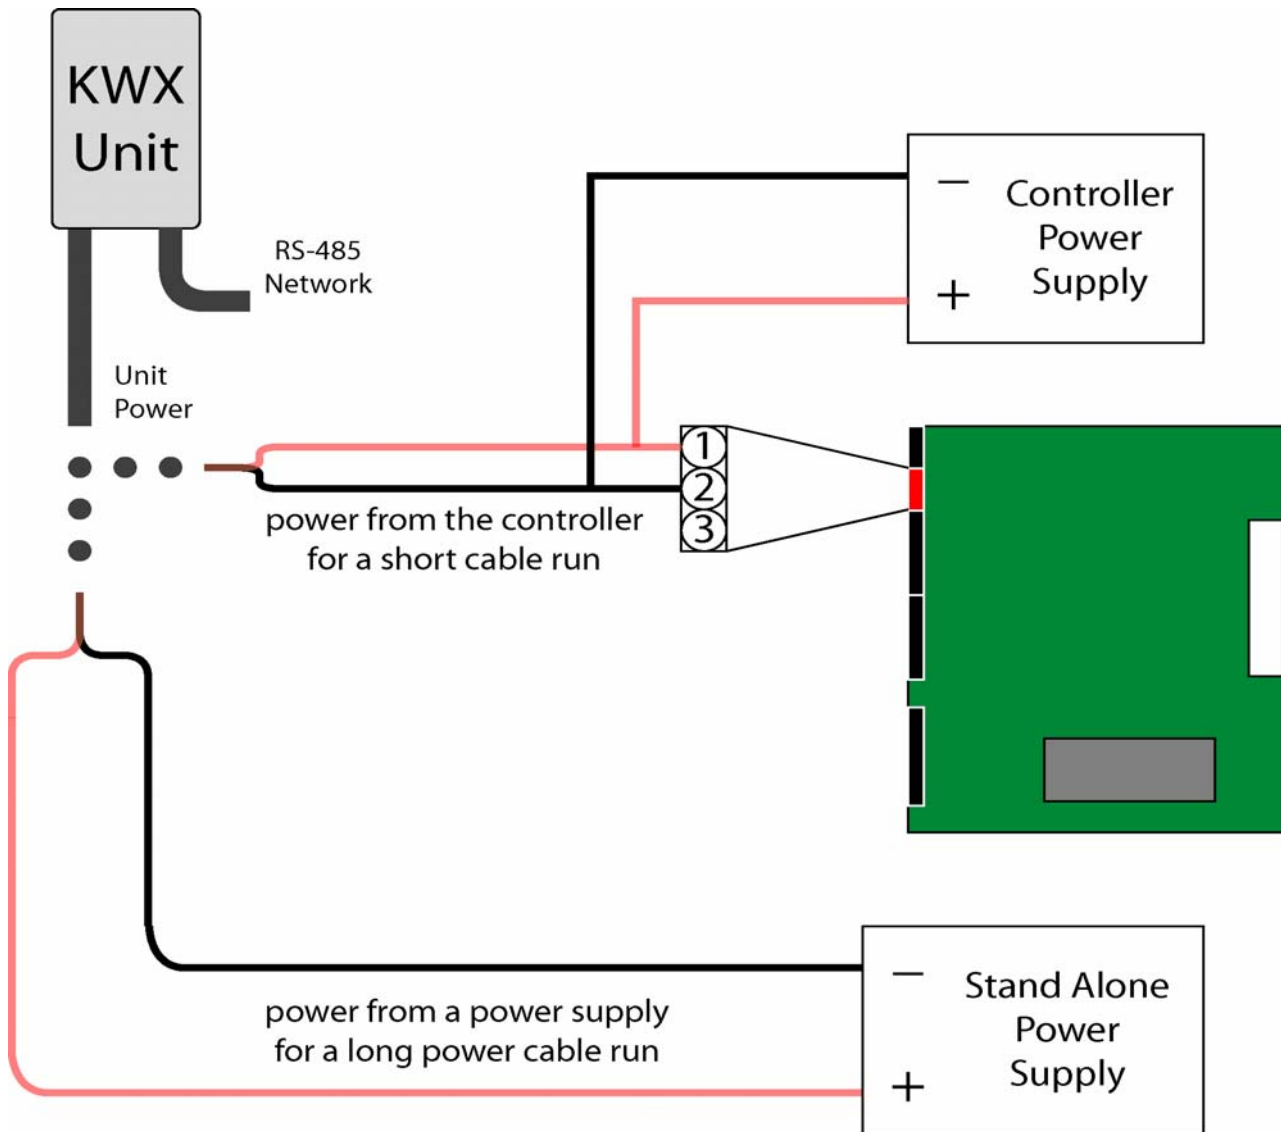 KWX
Unit
RS-485
Network
Unit
Power
−
Controller
Power
Supply
+
1
2
3
power from the controller
for a short cable run
−
Stand Alone
Power
Supply
+
power from a power supply
for a long power cable run